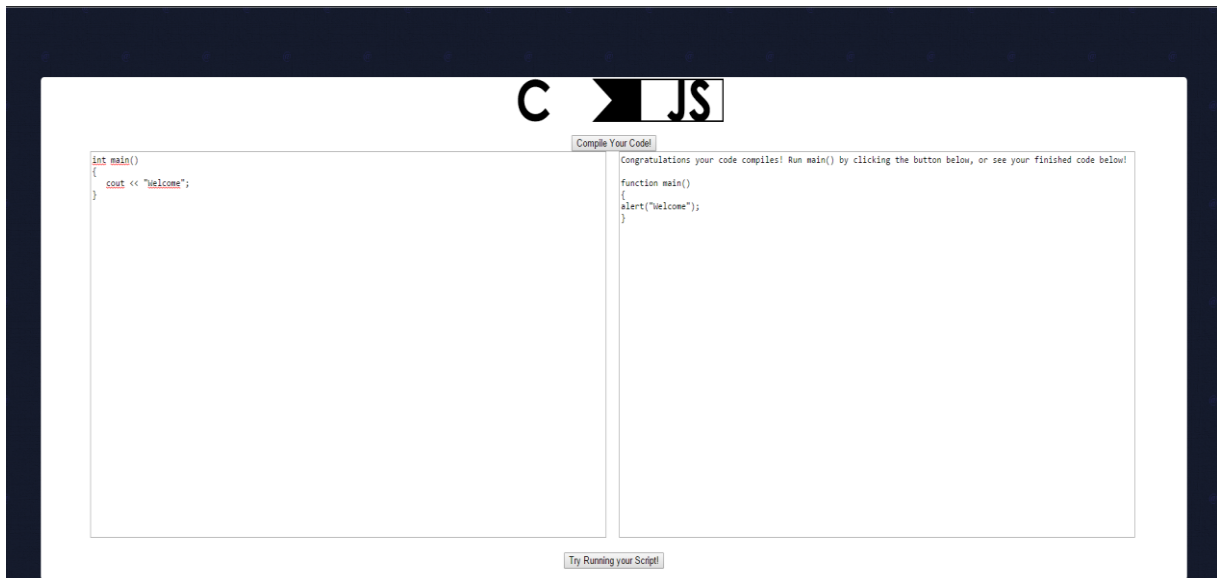 C JS
Compile Your Code!
int main()
{
cout << "Welcome";
}
Congratulations your code compiles! Run main() by clicking the button below, or see your finished code below!
function main()
{
alert("Welcome");
}
Try Running your Script!